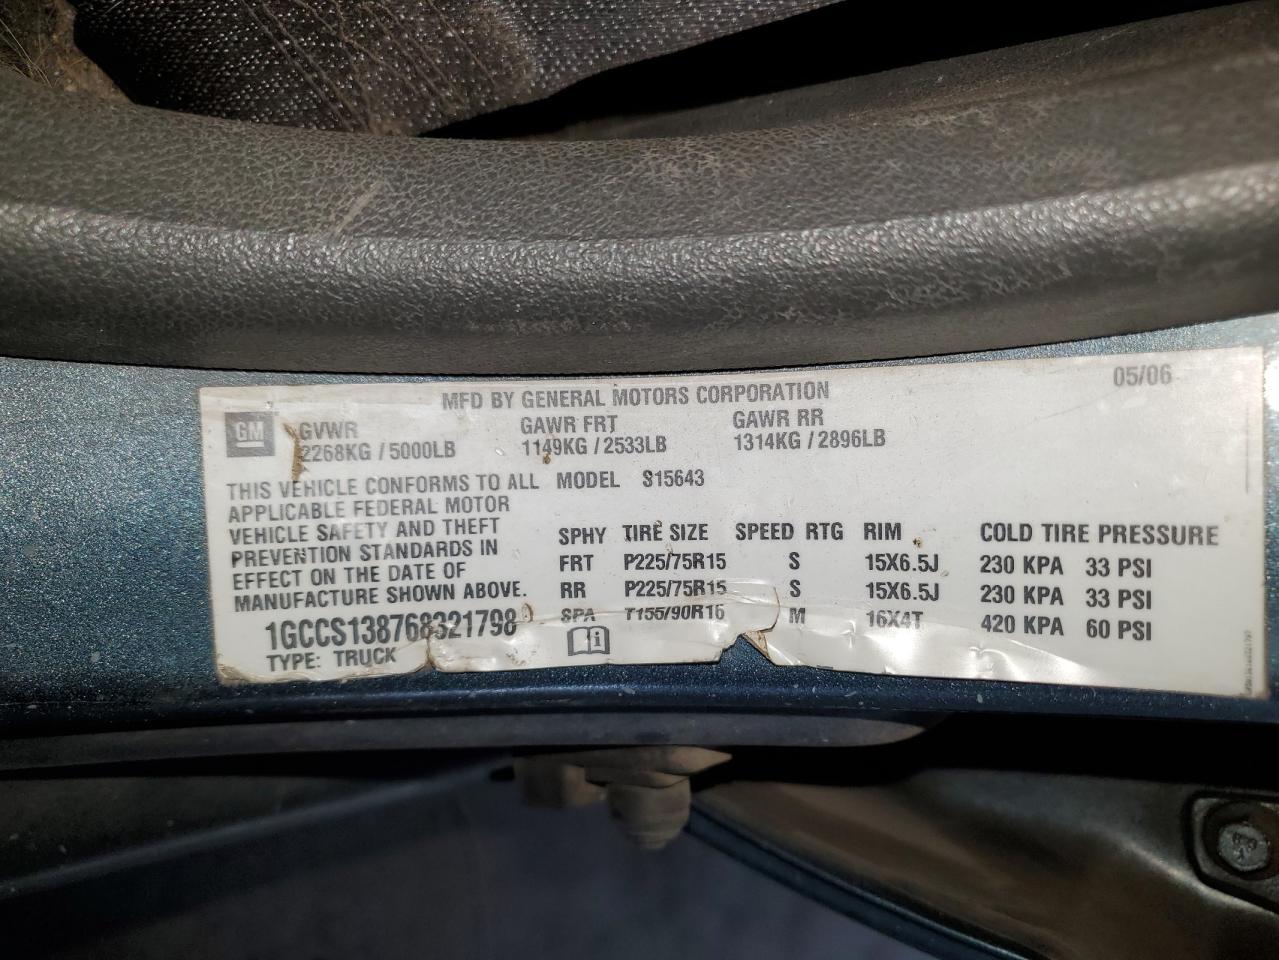 MFD BY GENERAL MOTORS CORPORATION 05/06
GM
GVWR GAWR FRT GAWR RR
2268KG / 5000LB 1149KG / 2533LB 1314KG / 2896LB
THIS VEHICLE CONFORMS TO ALL MODEL S15643
APPLICABLE FEDERAL MOTOR
VEHICLE SAFETY AND THEFT
PREVENTION STANDARDS IN
EFFECT ON THE DATE OF
MANUFACTURE SHOWN ABOVE.
SPHY TIRE SIZE SPEED RTG RIM COLD TIRE PRESSURE
FRT P225/75R15 S 15X6.5J 230 KPA 33 PSI
RR P225/75R15 S 15X6.5J 230 KPA 33 PSI
SPA T155/90R16 M 16X4T 420 KPA 60 PSI
1GCCS138768321798
TYPE: TRUCK